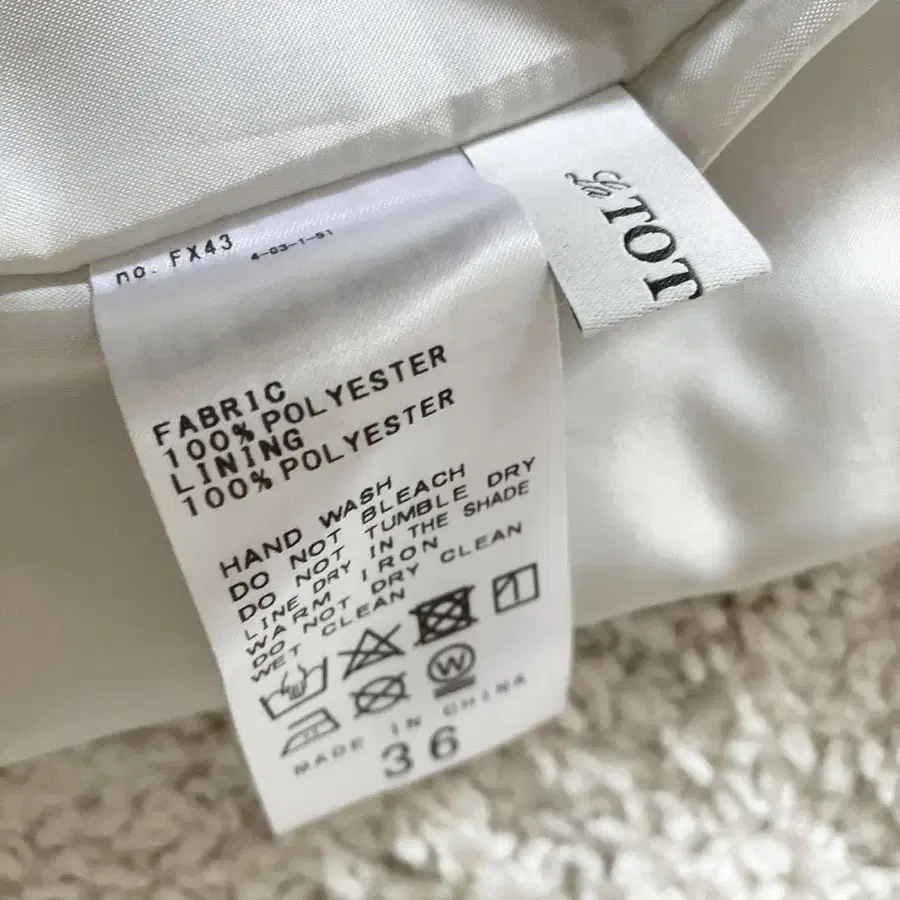 no. FX43
4-03-1-91
La TOT
FABRIC
100% POLYESTER
LINING
100% POLYESTER
HAND WASH
DO NOT BLEACH
DO NOT TUMBLE DRY
LINE DRY IN THE SHADE
WARM IRON
DO NOT DRY CLEAN
WET CLEAN
W
MADE IN CHINA
36